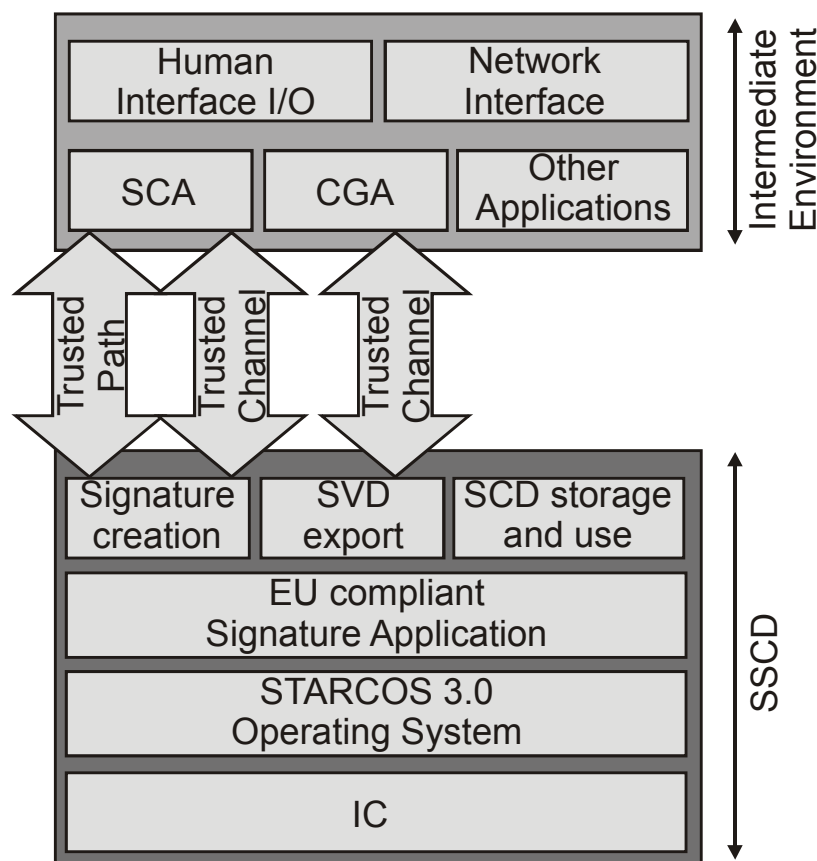 Human
Interface I/O
Network
Interface
SCA
CGA
Other
Applications
Intermediate
Environment
Trusted
Path
Trusted
Channel
Trusted
Channel
Signature
creation
SVD
export
SCD storage
and use
EU compliant
Signature Application
STARCOS 3.0
Operating System
IC
SSCD